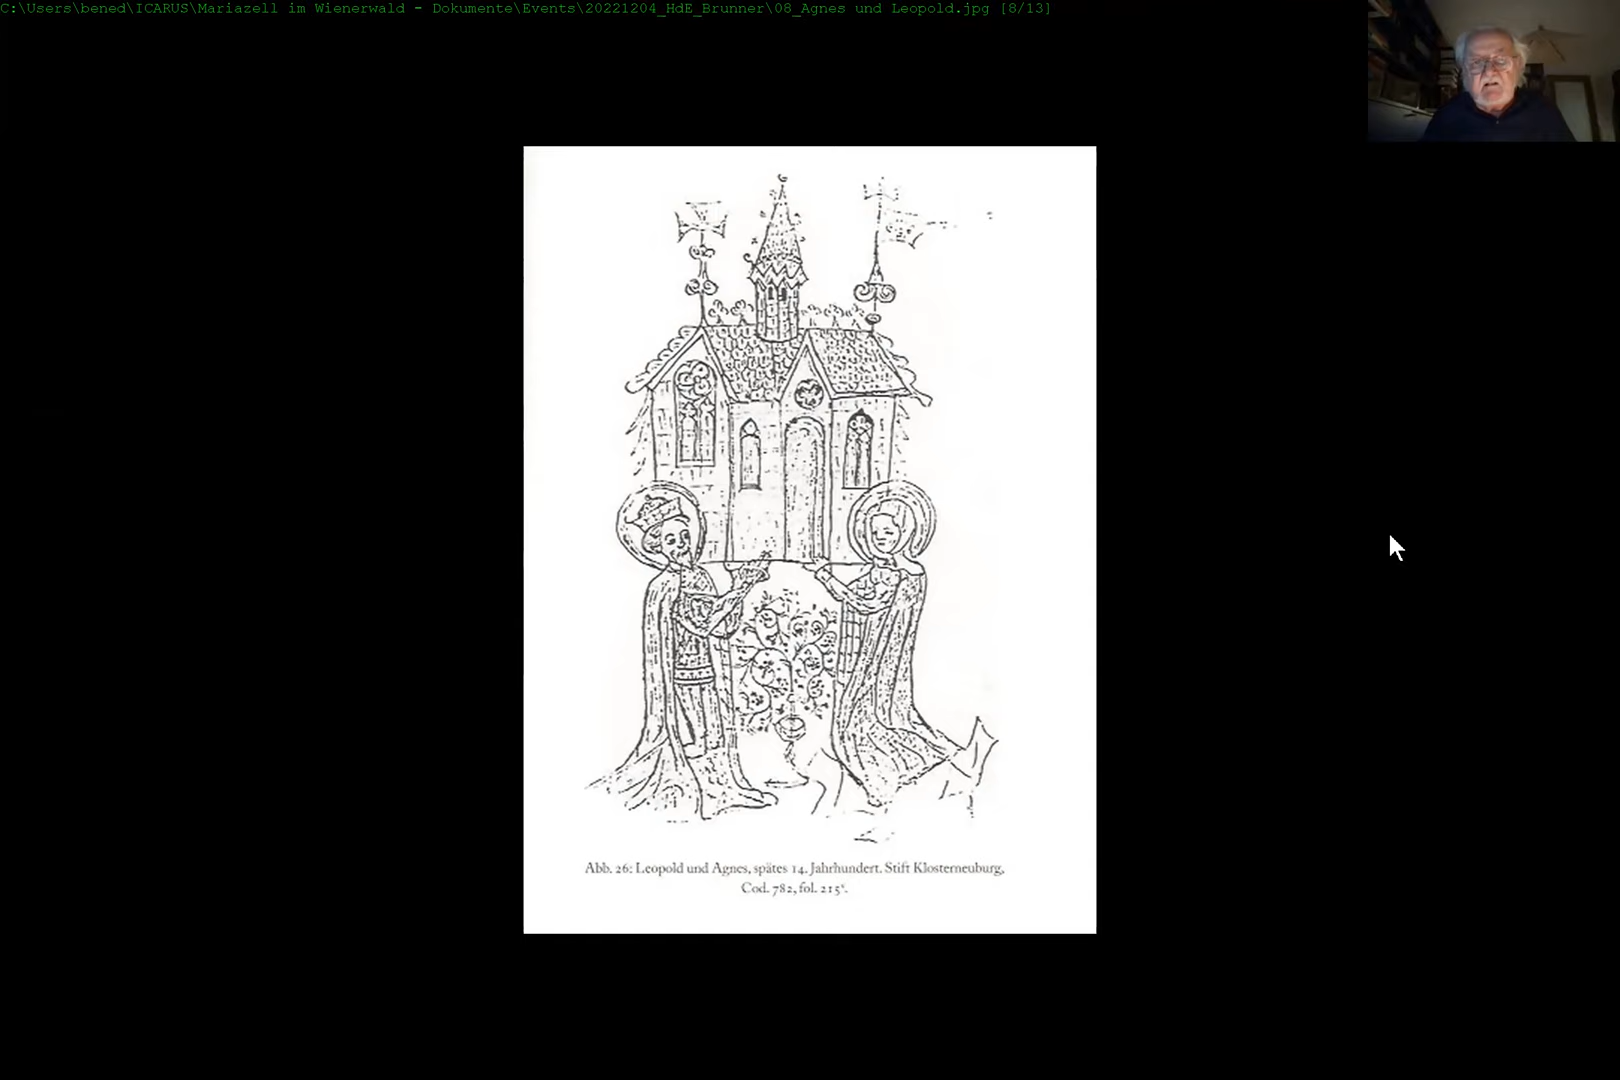 C:\Users\bened\ICARUS\Mariazell im Wienerwald - Dokumente\Events\20221204_HdE_Brunner\08_Agnes und Leopold.jpg [8/13]
Abb. 26: Leopold und Agnes, spätes 14. Jahrhundert. Stift Klosterneuburg,
Cod. 782, fol. 215ᵛ.